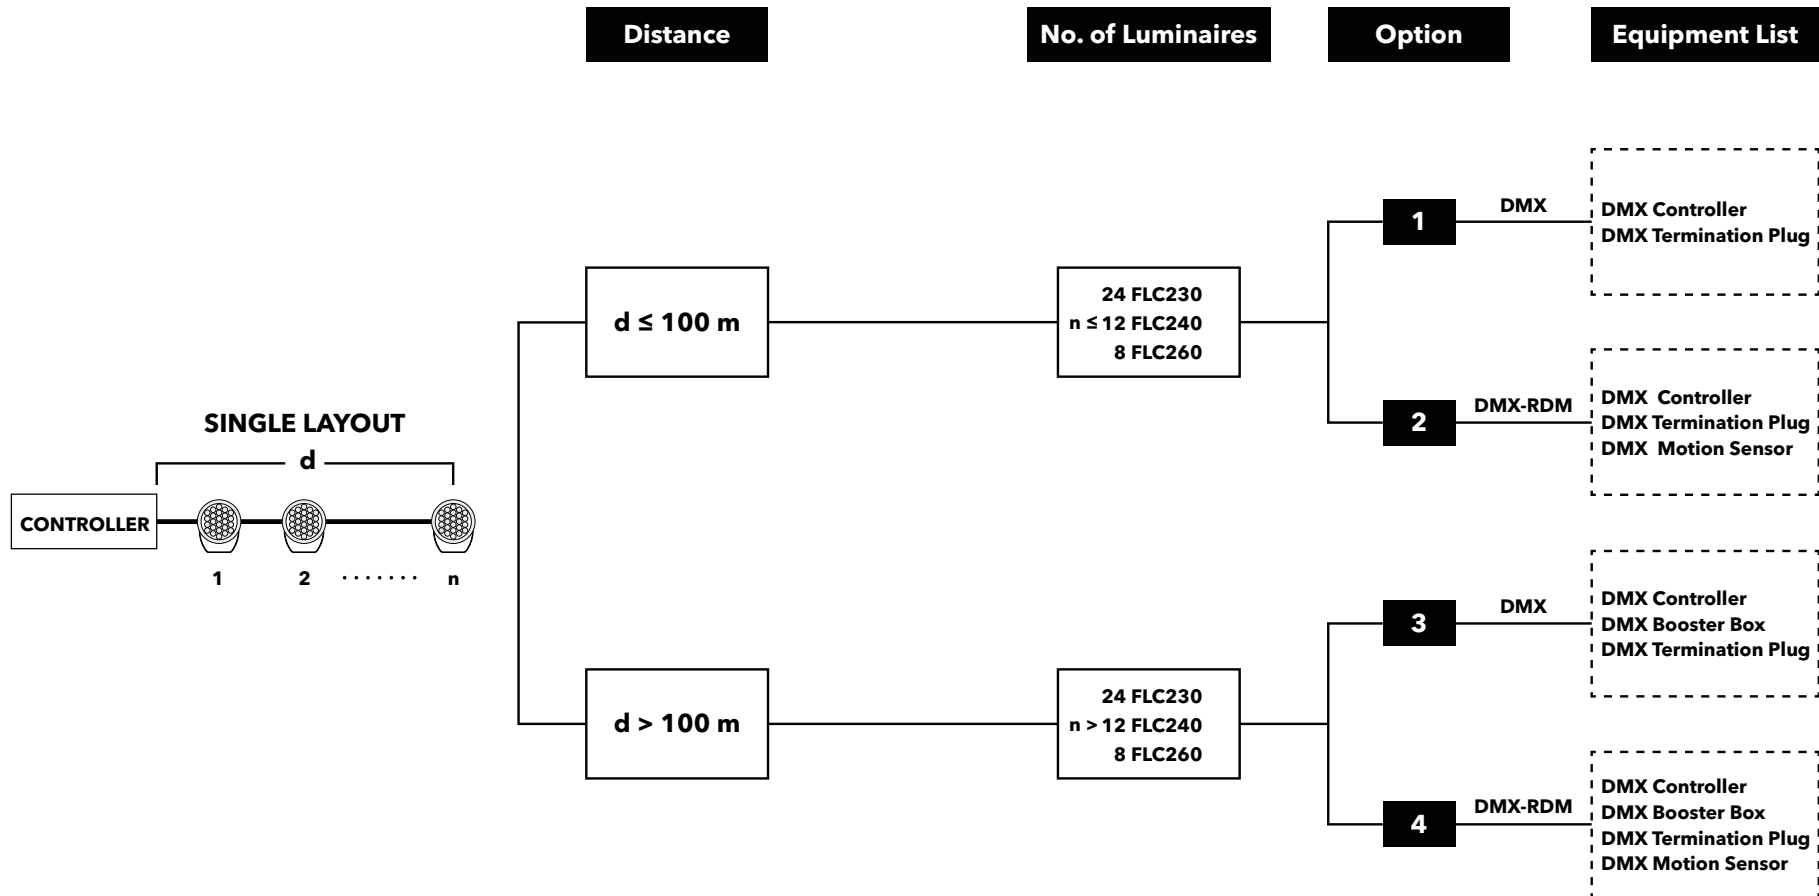 Distance
No. of Luminaires
Option
Equipment List
SINGLE LAYOUT
d
CONTROLLER
1
2
.......
n
d ≤ 100 m
24 FLC230
n ≤ 12 FLC240
8 FLC260
1
DMX
DMX Controller
DMX Termination Plug
2
DMX-RDM
DMX Controller
DMX Termination Plug
DMX Motion Sensor
d > 100 m
24 FLC230
n > 12 FLC240
8 FLC260
3
DMX
DMX Controller
DMX Booster Box
DMX Termination Plug
4
DMX-RDM
DMX Controller
DMX Booster Box
DMX Termination Plug
DMX Motion Sensor